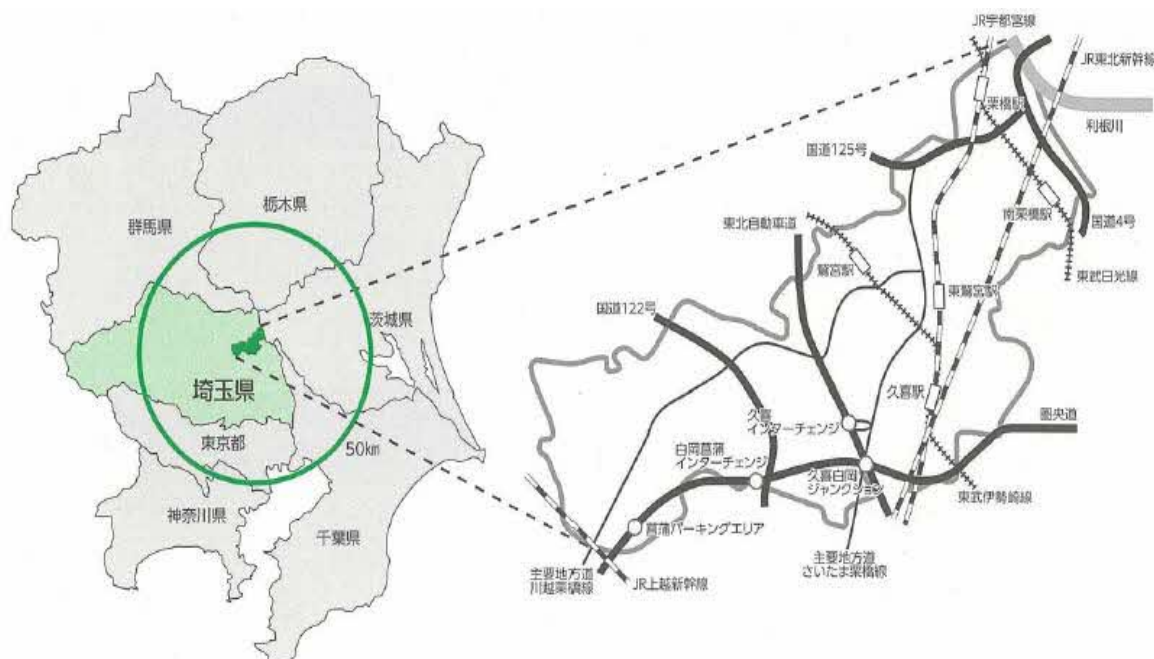 栃木県
群馬県
茨城県
埼玉県
東京都
50km
神奈川県
千葉県
JR宇都宮線
JR東北新幹線
栗橋駅
利根川
国道125号
南栗橋駅
国道4号
東北自動車道
鷲宮駅
東武日光線
東鷲宮駅
国道122号
久喜駅
圏央道
久喜
インターチェンジ
白岡菖蒲
インターチェンジ
久喜白岡
ジャンクション
東武伊勢崎線
菖蒲パーキングエリア
主要地方道
さいたま栗橋線
主要地方道
川越栗橋線
JR上越新幹線